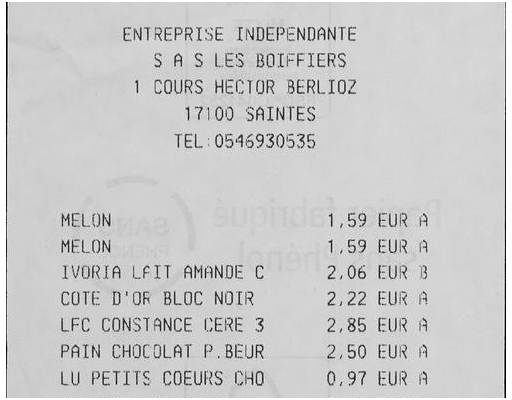 ENTREPRISE INDEPENDANTE
S A S LES BOIFFIERS
1 COURS HECTOR BERLIOZ
17100 SAINTES
TEL:0546930535
MELON 1,59 EUR A
MELON 1,59 EUR A
IVORIA LAIT AMANDE C 2,06 EUR B
COTE D'OR BLOC NOIR 2,22 EUR A
LFC CONSTANCE CERE 3 2,85 EUR A
PAIN CHOCOLAT P.BEUR 2,50 EUR A
LU PETITS COEURS CHO 0,97 EUR A